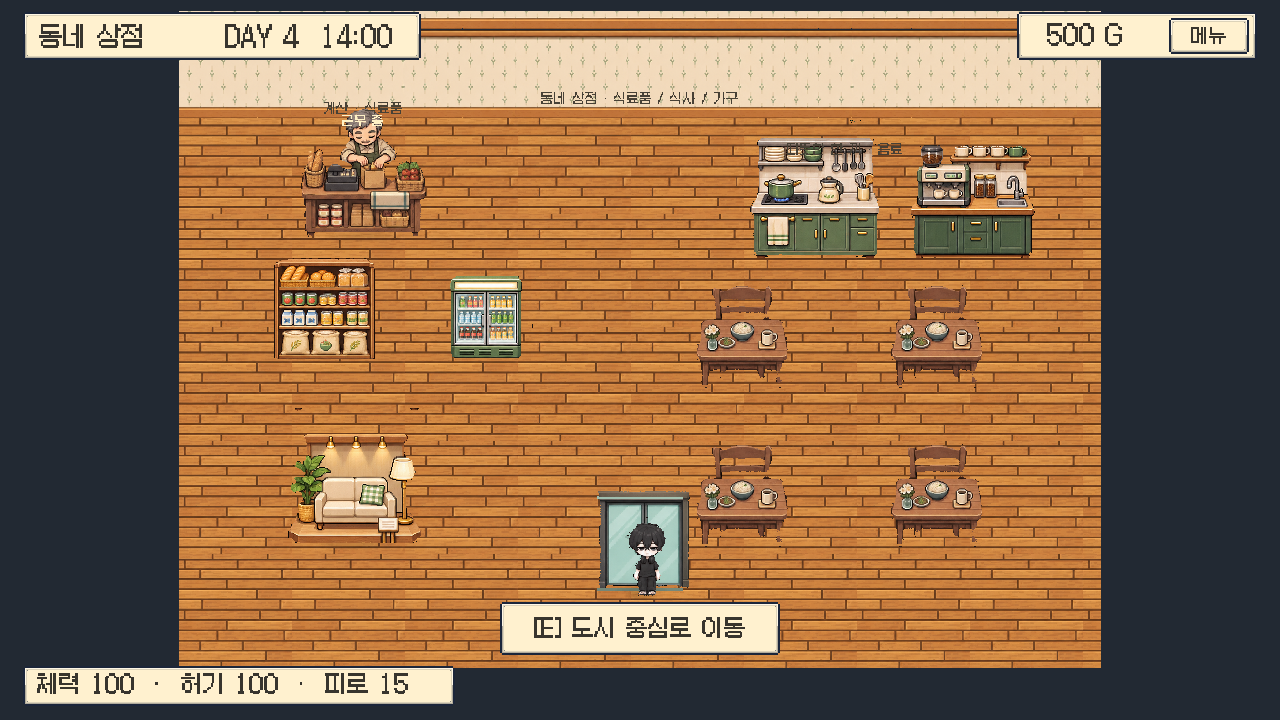 동네 상점 DAY 4 14:00
500 G 메뉴
동네 상점 · 식료품 / 식사 / 가구
계산 · 식료품
근무 중
음료
[E] 도시 중심로 이동
체력 100 · 허기 100 · 피로 15